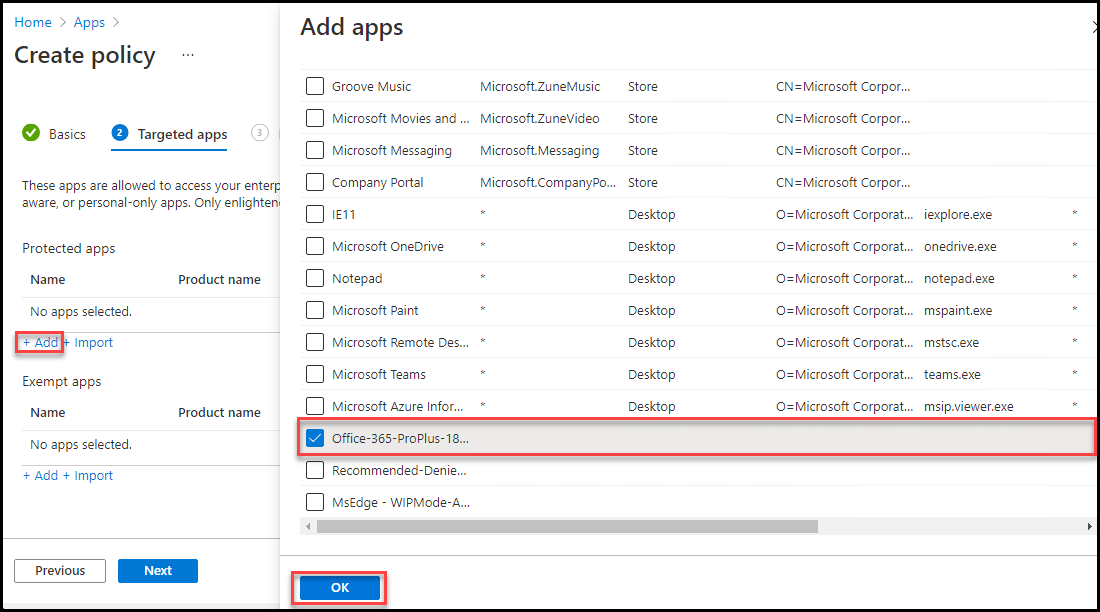 Home > Apps >
Create policy ...
Basics 2 Targeted apps 3
These apps are allowed to access your enterp
aware, or personal-only apps. Only enlightene
Protected apps
Name Product name
No apps selected.
+ Add + Import
Exempt apps
Name Product name
No apps selected.
+ Add + Import
Previous Next
Add apps
Groove Music Microsoft.ZuneMusic Store CN=Microsoft Corpor...
Microsoft Movies and ... Microsoft.ZuneVideo Store CN=Microsoft Corpor...
Microsoft Messaging Microsoft.Messaging Store CN=Microsoft Corpor...
Company Portal Microsoft.CompanyPo... Store CN=Microsoft Corpor...
IE11 * Desktop O=Microsoft Corporat... iexplore.exe *
Microsoft OneDrive * Desktop O=Microsoft Corporat... onedrive.exe *
Notepad * Desktop O=Microsoft Corporat... notepad.exe *
Microsoft Paint * Desktop O=Microsoft Corporat... mspaint.exe *
Microsoft Remote Des... * Desktop O=Microsoft Corporat... mstsc.exe *
Microsoft Teams * Desktop O=Microsoft Corporat... teams.exe *
Microsoft Azure Infor... * Desktop O=Microsoft Corporat... msip.viewer.exe *
Office-365-ProPlus-18...
Recommended-Denie...
MsEdge - WIPMode-A...
OK